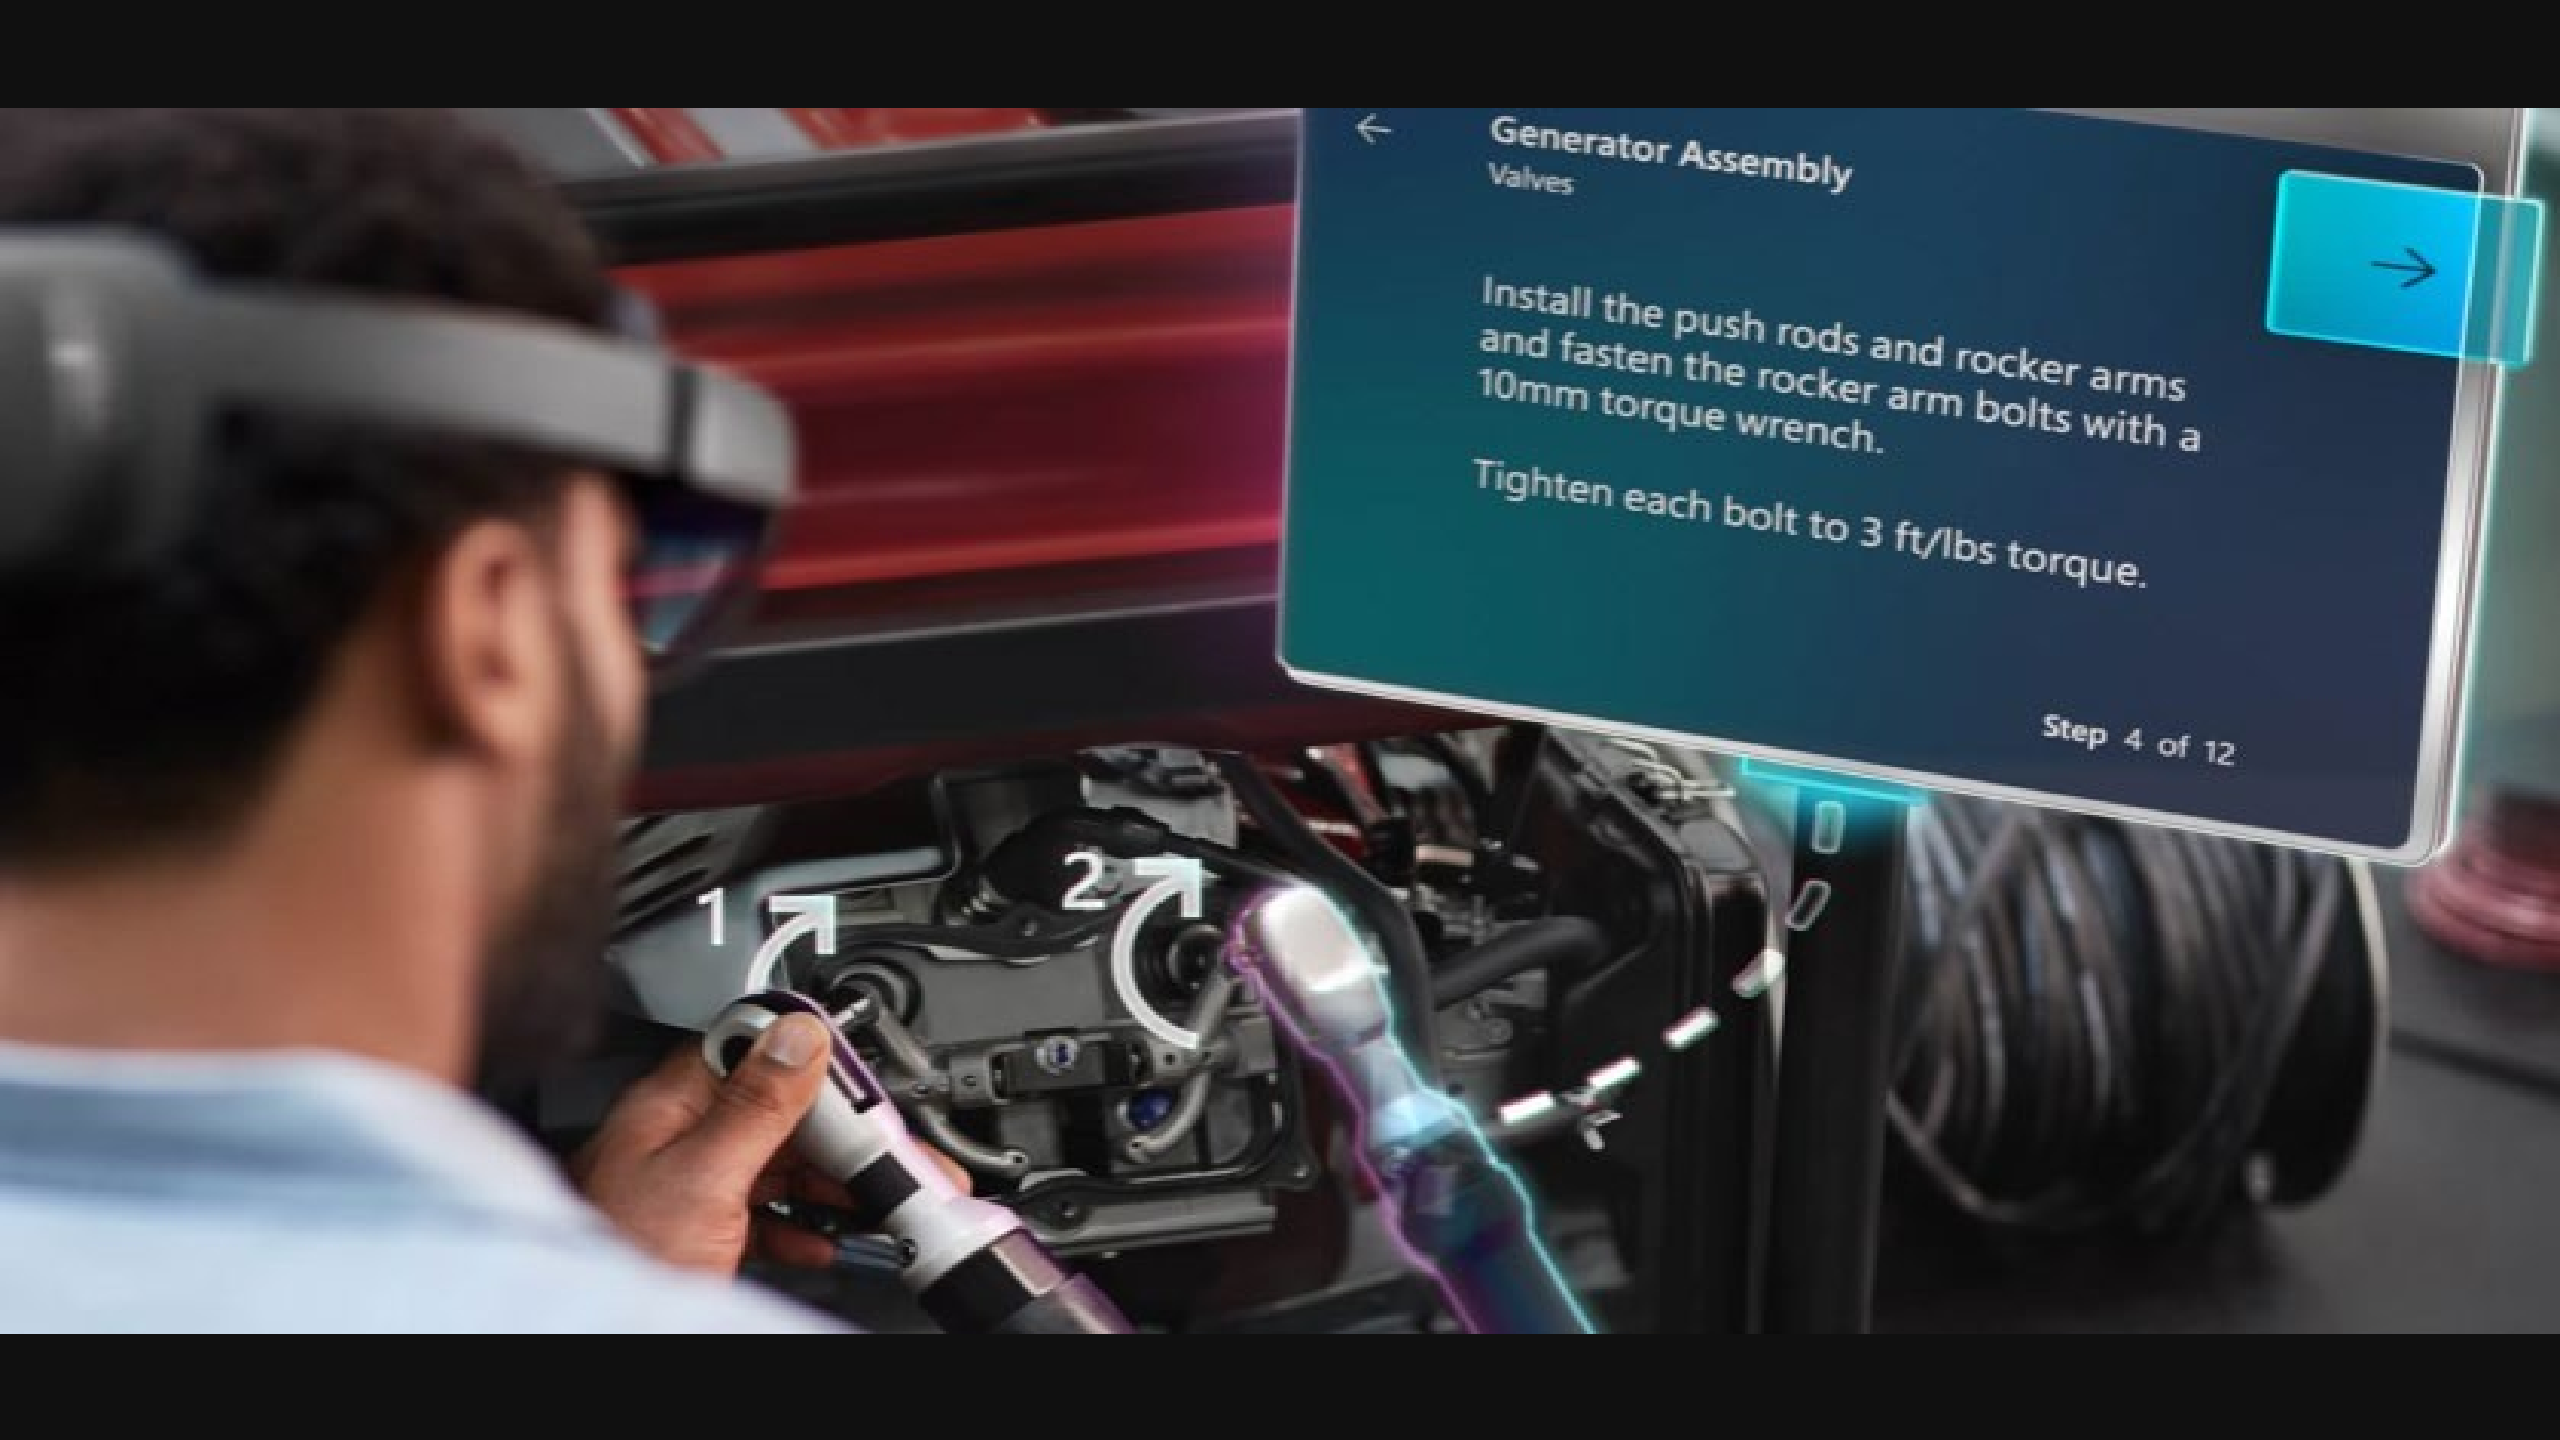 Generator Assembly
Valves
Install the push rods and rocker arms
and fasten the rocker arm bolts with a
10mm torque wrench.
Tighten each bolt to 3 ft/lbs torque.
Step 4 of 12
1
2